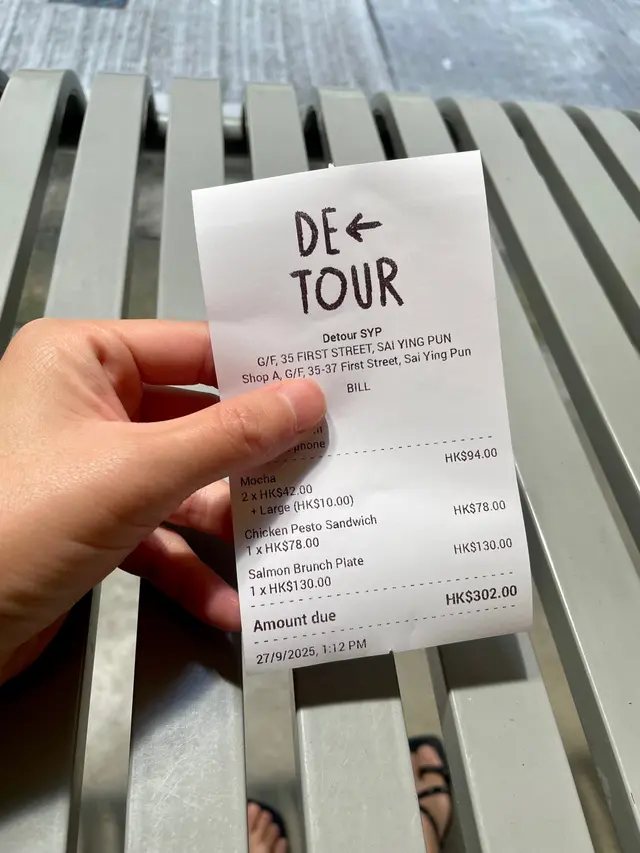 DE←
TOUR
Detour SYP
G/F, 35 FIRST STREET, SAI YING PUN
Shop A, G/F, 35-37 First Street, Sai Ying Pun
BILL
phone
Mocha HK$94.00
2 x HK$42.00
+ Large (HK$10.00)
Chicken Pesto Sandwich HK$78.00
1 x HK$78.00
Salmon Brunch Plate HK$130.00
1 x HK$130.00
Amount due HK$302.00
27/9/2025, 1:12 PM